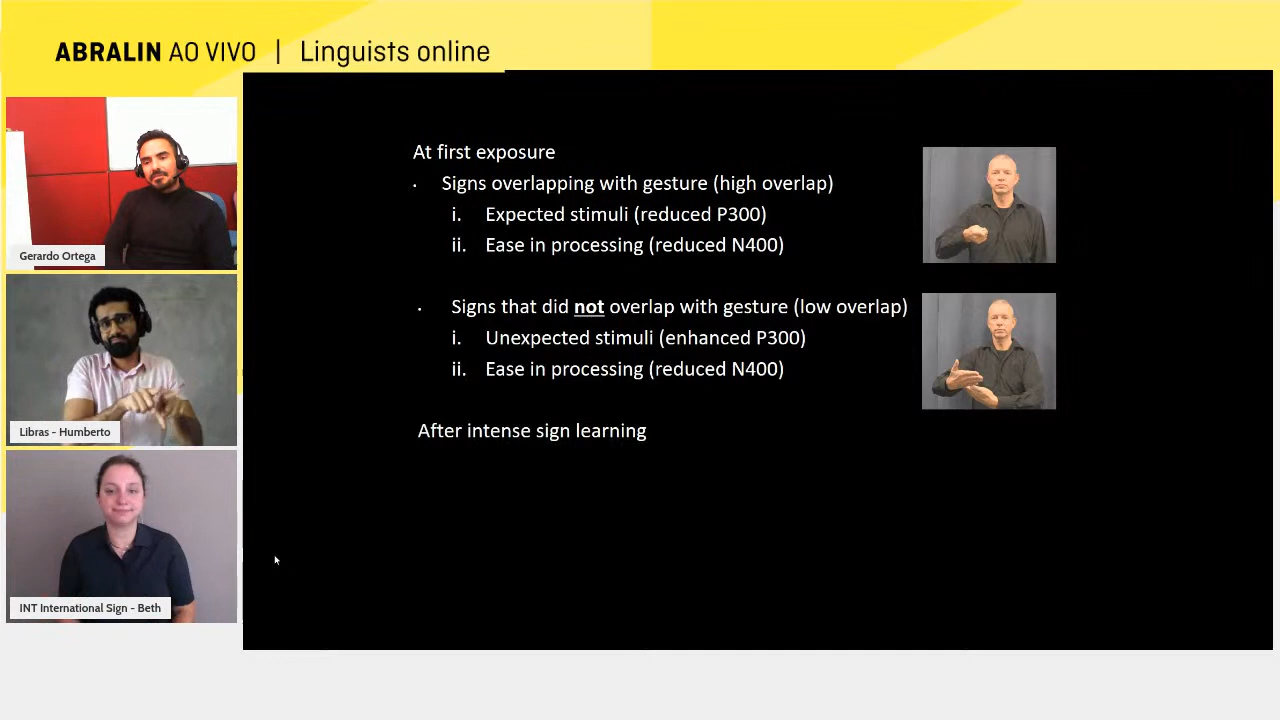 ABRALIN AO VIVO | Linguists online
Gerardo Ortega
Libras - Humberto
INT International Sign - Beth
At first exposure
· Signs overlapping with gesture (high overlap)
i. Expected stimuli (reduced P300)
ii. Ease in processing (reduced N400)
· Signs that did not overlap with gesture (low overlap)
i. Unexpected stimuli (enhanced P300)
ii. Ease in processing (reduced N400)
After intense sign learning